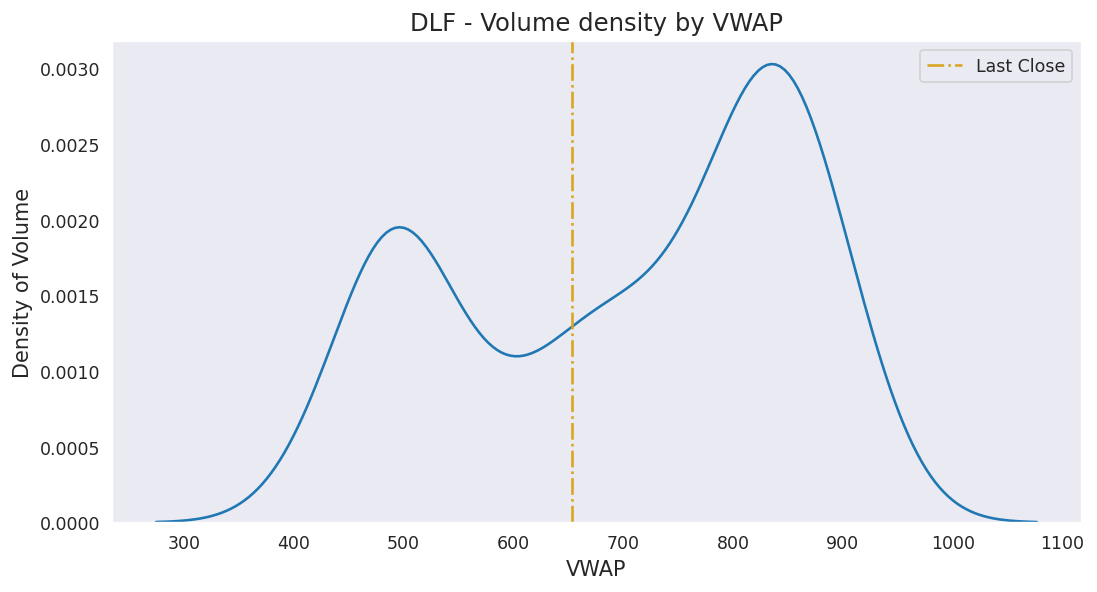 DLF - Volume density by VWAP
Last Close
Density of Volume
0.0030
0.0025
0.0020
0.0015
0.0010
0.0005
0.0000
300 400 500 600 700 800 900 1000 1100
VWAP